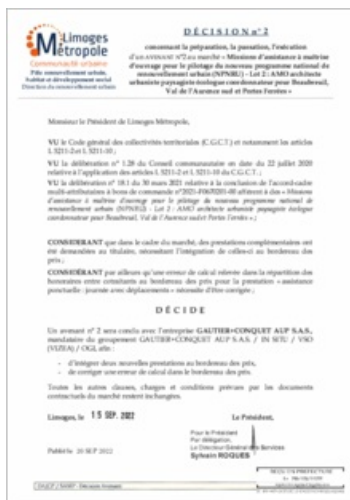 Limoges
Métropole
Communauté urbaine
Pôle renouvellement urbain,
habitat et développement social
Direction du renouvellement urbain
DÉCISION n° 2
concernant la préparation, la passation, l'exécution
d'un AVENANT N°2 au marché « Missions d'assistance à maîtrise
d'ouvrage pour le pilotage du nouveau programme national de
renouvellement urbain (NPNRU) - Lot 2 : AMO architecte
urbaniste paysagiste écologue coordonnateur pour Beaubreuil,
Val de l'Aurence sud et Portes Ferrées »
Monsieur le Président de Limoges Métropole,
VU le Code général des collectivités territoriales (C.G.C.T.) et notamment les articles
L 5211-2 et L 5211-10 ;
VU la délibération n° 1.28 du Conseil communautaire en date du 22 juillet 2020
relative à l'application des articles L 5211-2 et L 5211-10 du C.G.C.T. ;
VU la délibération n° 10.1 du 30 mars 2021 relative à la conclusion de l'accord-cadre
multi-attributaires à bons de commande afférent à des « Missions
d'assistance à maîtrise d'ouvrage pour le pilotage du nouveau programme national de
renouvellement urbain (NPNRU) - Lot 2 : AMO architecte urbaniste paysagiste écologue
coordonnateur pour Beaubreuil, Val de l'Aurence sud et Portes Ferrées » ;
CONSIDERANT que dans le cadre du marché, des prestations complémentaires ont
été demandées au titulaire, nécessitant l'intégration de celles-ci au bordereau des
prix ;
CONSIDÉRANT par ailleurs qu'une erreur de calcul relevée dans la répartition des
honoraires entre cotraitants au bordereau des prix pour la prestation « assistance
ponctuelle : journée avec déplacements » nécessite d'être corrigée ;
DÉCIDE
Un avenant n° 2 sera conclu avec l'entreprise GAUTIER+CONQUET AUP S.A.S.,
mandataire du groupement GAUTIER+CONQUET AUP S.A.S. / IN SITU / VSO
(VIZEA) / OGI, afin :
- d'intégrer deux nouvelles prestations au bordereau des prix,
- de corriger une erreur de calcul dans le bordereau des prix.
Toutes les autres clauses, charges et conditions prévues par les documents
contractuels du marché restent inchangées.
Limoges, le 15 SEP. 2022
Le Président,
Pour le Président
Par délégation,
Le Directeur Général des Services
Sylvain ROQUES
Publié le 20 SEP 2022